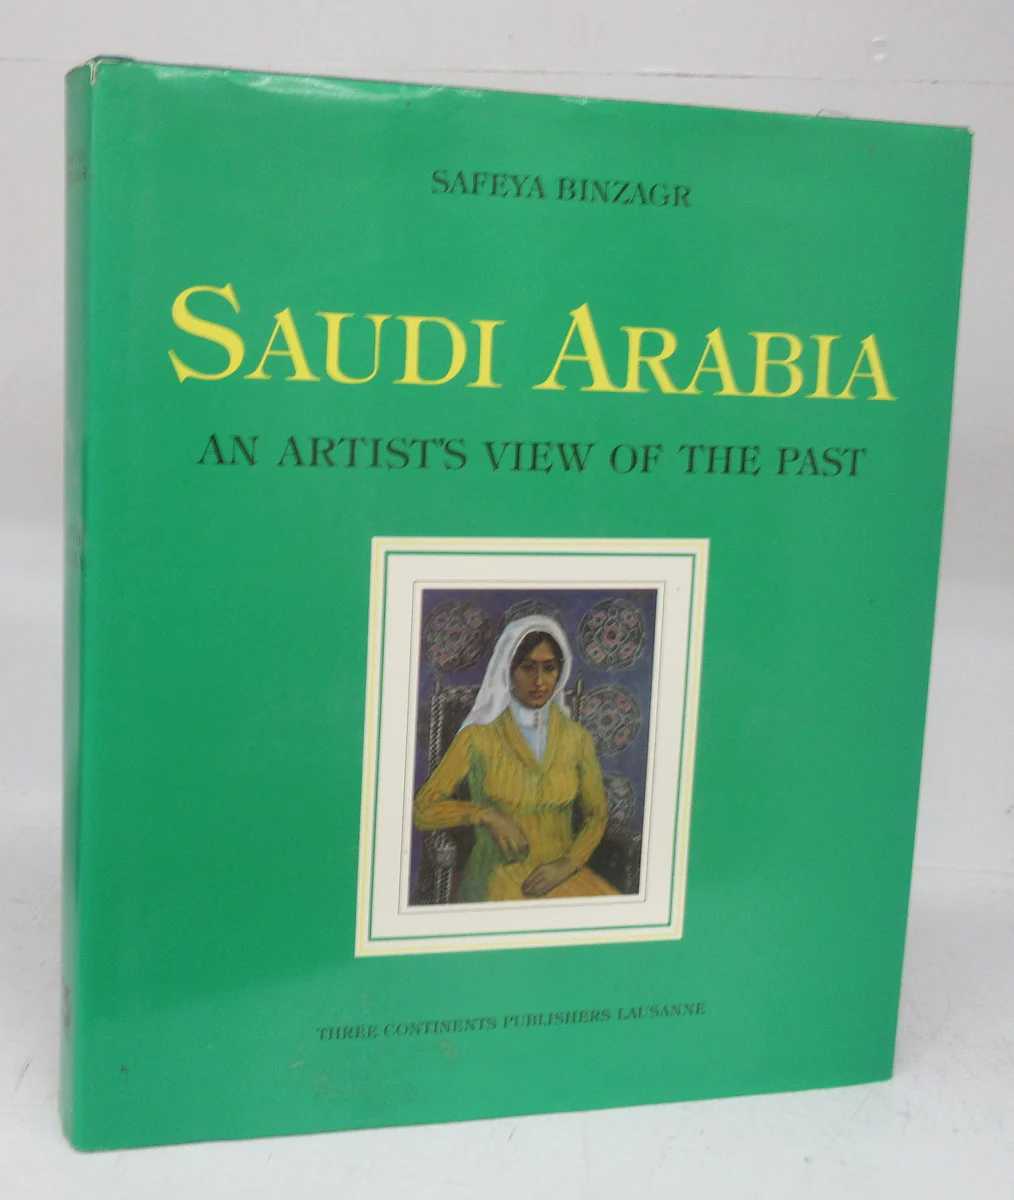 SAFEYA BINZAGR
SAUDI ARABIA
AN ARTIST'S VIEW OF THE PAST
THREE CONTINENTS PUBLISHERS LAUSANNE